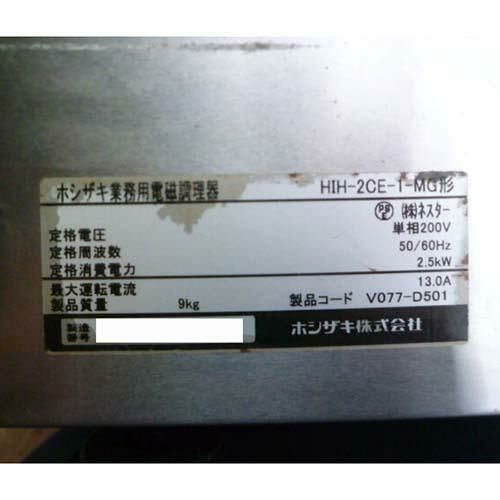 ホシザキ業務用電磁調理器 HIH-2CE-1-MG形
PSE (株)ネスター
定格電圧 単相200V
定格周波数 50/60Hz
定格消費電力 2.5kW
最大運転電流 13.0A
製品質量 9kg 製品コード V077-D501
製造番号 ホシザキ株式会社